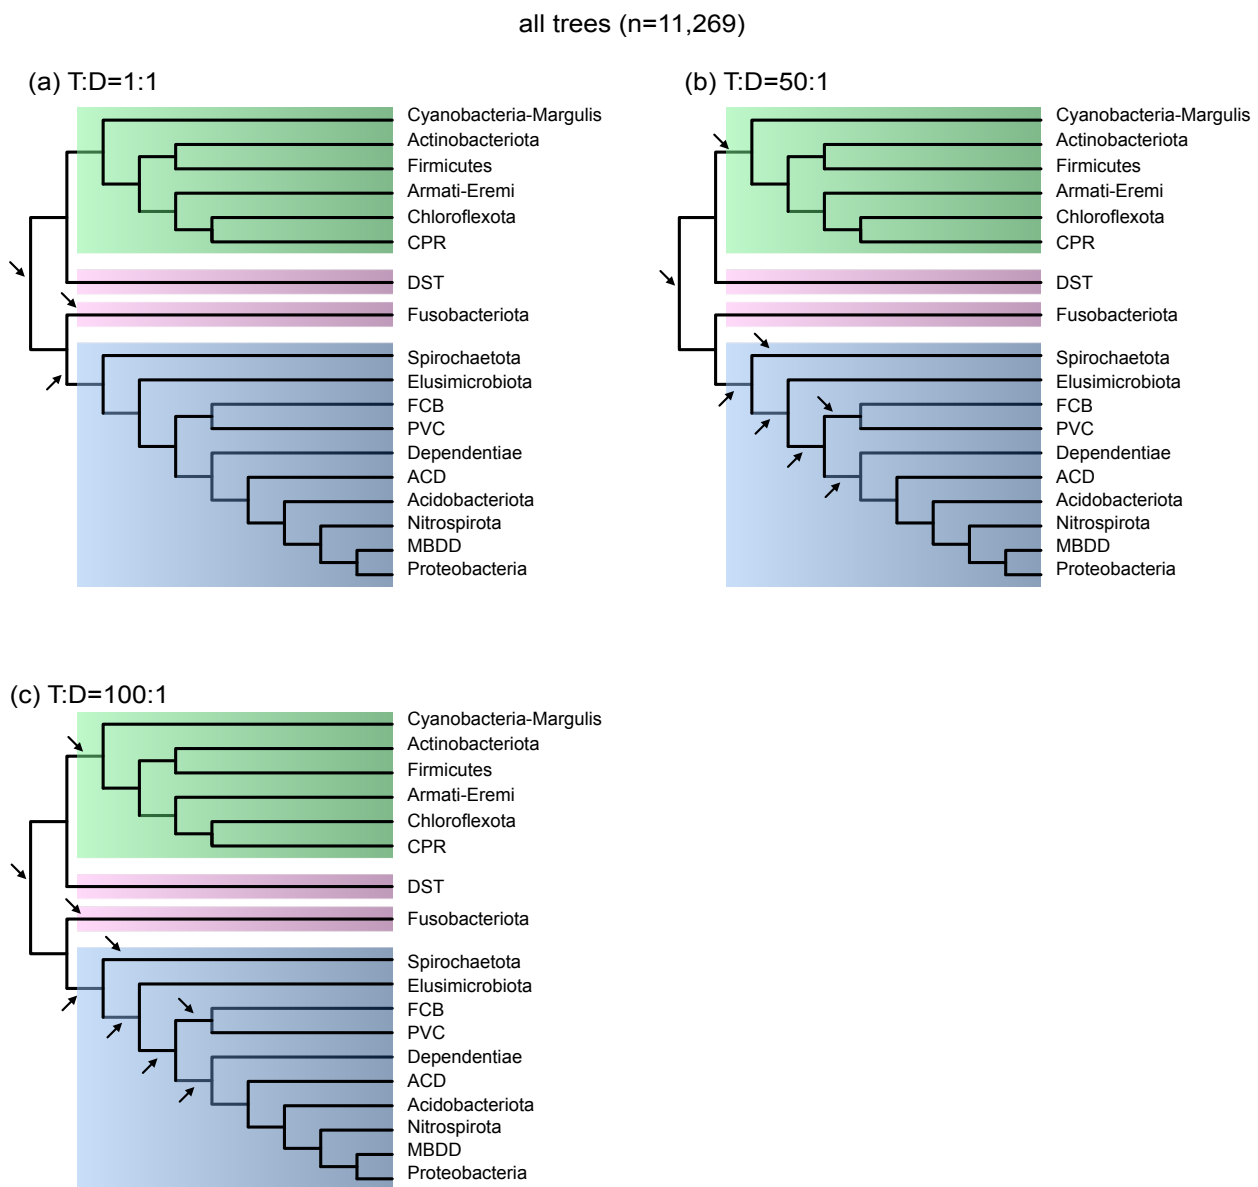 all trees (n=11,269)
(a) T:D=1:1
Cyanobacteria-Margulis
Actinobacteriota
Firmicutes
Armati-Eremi
Chloroflexota
CPR
DST
Fusobacteriota
Spirochaetota
Elusimicrobiota
FCB
PVC
Dependentiae
ACD
Acidobacteriota
Nitrospirota
MBDD
Proteobacteria
(b) T:D=50:1
Cyanobacteria-Margulis
Actinobacteriota
Firmicutes
Armati-Eremi
Chloroflexota
CPR
DST
Fusobacteriota
Spirochaetota
Elusimicrobiota
FCB
PVC
Dependentiae
ACD
Acidobacteriota
Nitrospirota
MBDD
Proteobacteria
(c) T:D=100:1
Cyanobacteria-Margulis
Actinobacteriota
Firmicutes
Armati-Eremi
Chloroflexota
CPR
DST
Fusobacteriota
Spirochaetota
Elusimicrobiota
FCB
PVC
Dependentiae
ACD
Acidobacteriota
Nitrospirota
MBDD
Proteobacteria